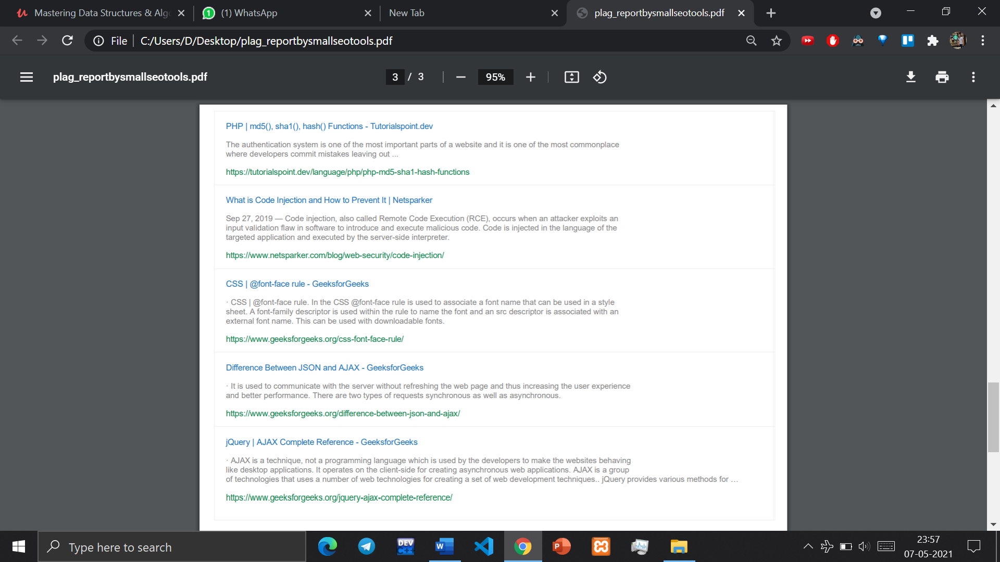 Mastering Data Structures & Algo
(1) WhatsApp
New Tab
plag_reportbysmallseotools.pdf
File
C:/Users/D/Desktop/plag_reportbysmallseotools.pdf
plag_reportbysmallseotools.pdf
3 / 3
95%
PHP | md5(), sha1(), hash() Functions - Tutorialspoint.dev
The authentication system is one of the most important parts of a website and it is one of the most commonplace
where developers commit mistakes leaving out ...
https://tutorialspoint.dev/language/php/php-md5-sha1-hash-functions
What is Code Injection and How to Prevent It | Netsparker
Sep 27, 2019 — Code injection, also called Remote Code Execution (RCE), occurs when an attacker exploits an
input validation flaw in software to introduce and execute malicious code. Code is injected in the language of the
targeted application and executed by the server-side interpreter.
https://www.netsparker.com/blog/web-security/code-injection/
CSS | @font-face rule - GeeksforGeeks
· CSS | @font-face rule. In the CSS @font-face rule is used to associate a font name that can be used in a style
sheet. A font-family descriptor is used within the rule to name the font and an src descriptor is associated with an
external font name. This can be used with downloadable fonts.
https://www.geeksforgeeks.org/css-font-face-rule/
Difference Between JSON and AJAX - GeeksforGeeks
· It is used to communicate with the server without refreshing the web page and thus increasing the user experience
and better performance. There are two types of requests synchronous as well as asynchronous.
https://www.geeksforgeeks.org/difference-between-json-and-ajax/
jQuery | AJAX Complete Reference - GeeksforGeeks
· AJAX is a technique, not a programming language which is used by the developers to make the websites behaving
like desktop applications. It operates on the client-side for creating asynchronous web applications. AJAX is a group
of technologies that uses a number of web technologies for creating a set of web development techniques.. jQuery provides various methods for ...
https://www.geeksforgeeks.org/jquery-ajax-complete-reference/
Type here to search
DEV
C++
W
P
23:57
07-05-2021